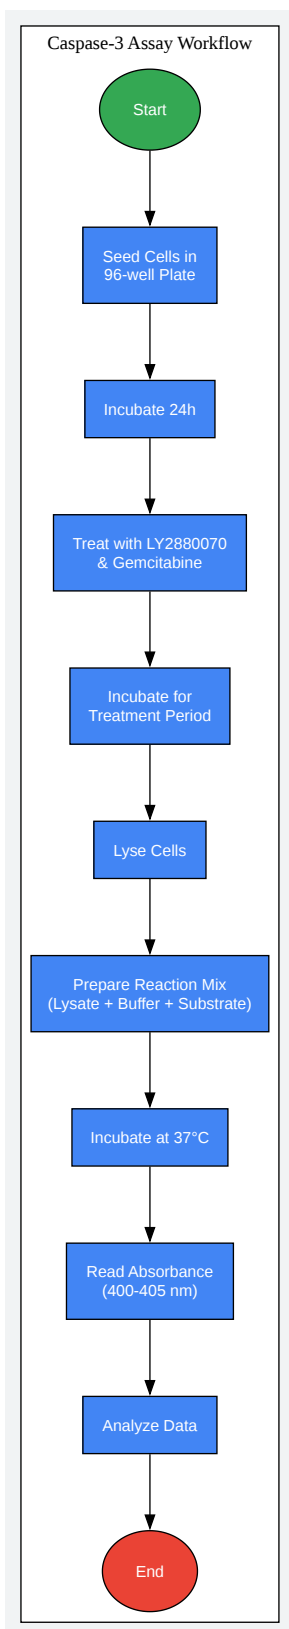 Caspase-3 Assay Workflow
Start
Seed Cells in
96-well Plate
Incubate 24h
Treat with LY2880070
& Gemcitabine
Incubate for
Treatment Period
Lyse Cells
Prepare Reaction Mix
(Lysate + Buffer + Substrate)
Incubate at 37°C
Read Absorbance
(400-405 nm)
Analyze Data
End